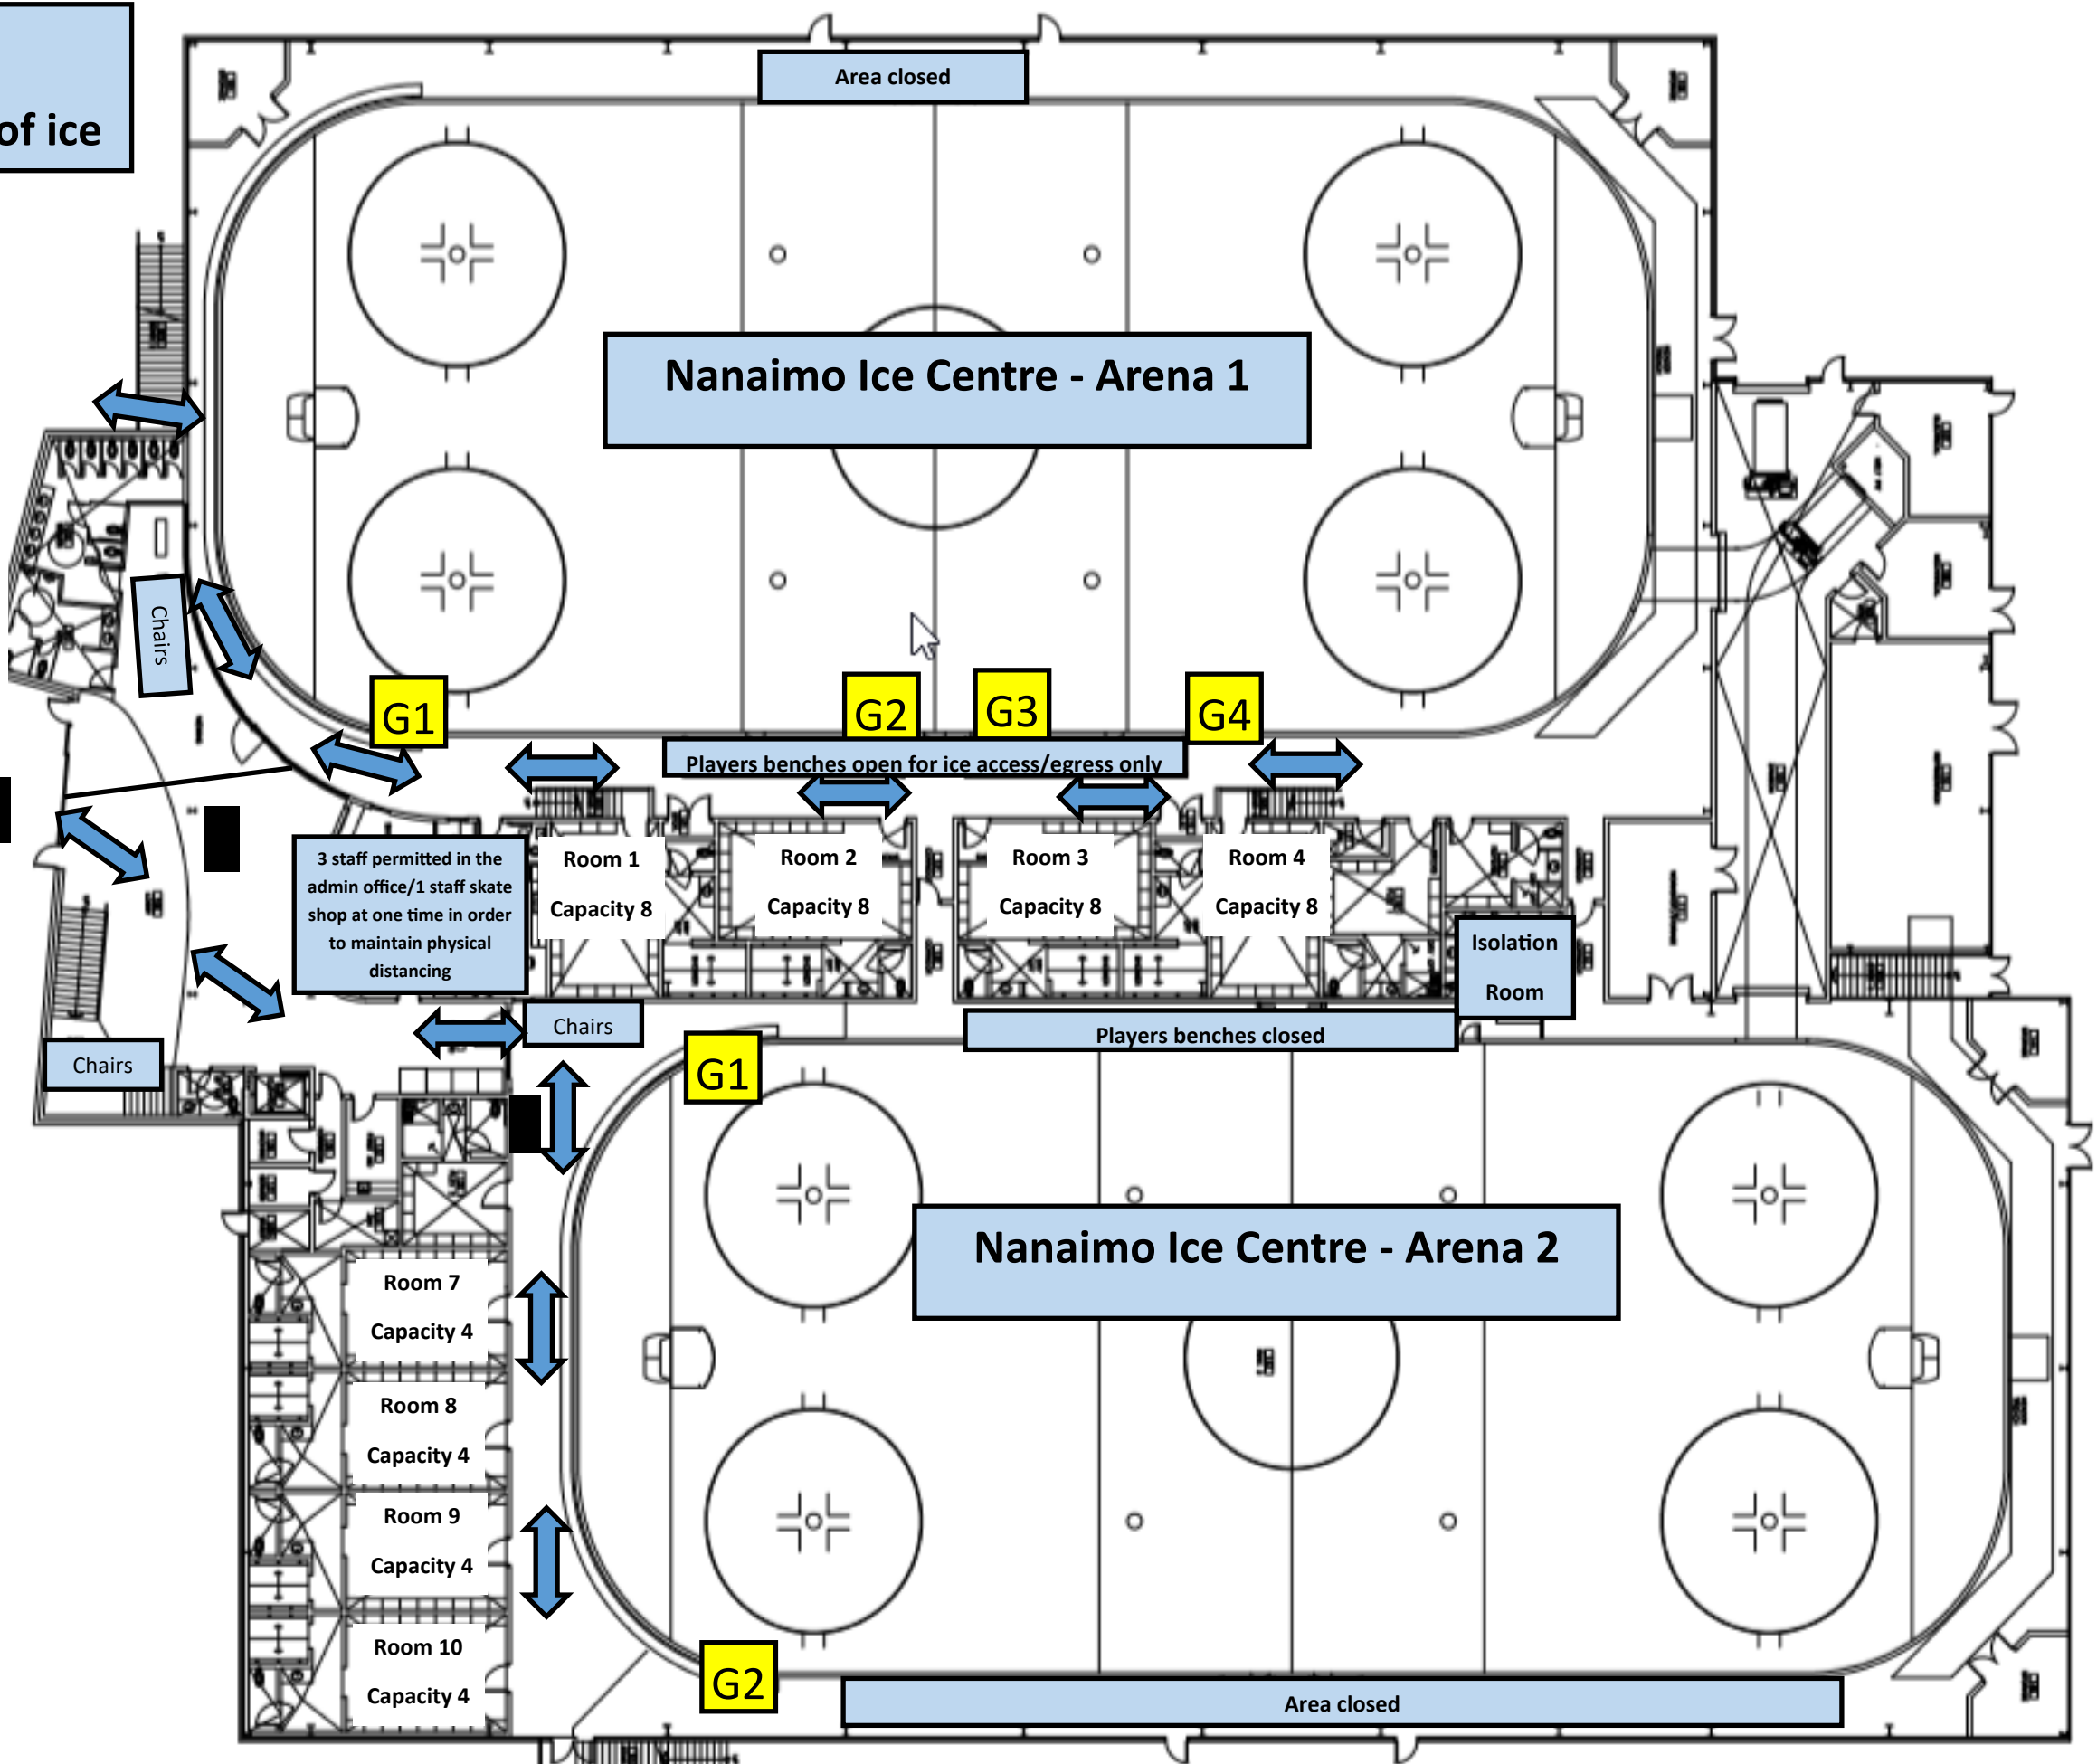 of ice
Area closed
Nanaimo Ice Centre - Arena 1
Chairs
G1
G2
G3
G4
Players benches open for ice access/egress only
3 staff permitted in the
admin office/1 staff skate
shop at one time in order
to maintain physical
distancing
Room 1
Capacity 8
Room 2
Capacity 8
Room 3
Capacity 8
Room 4
Capacity 8
Isolation
Room
Chairs
Players benches closed
Chairs
G1
Nanaimo Ice Centre - Arena 2
Room 7
Capacity 4
Room 8
Capacity 4
Room 9
Capacity 4
Room 10
Capacity 4
G2
Area closed